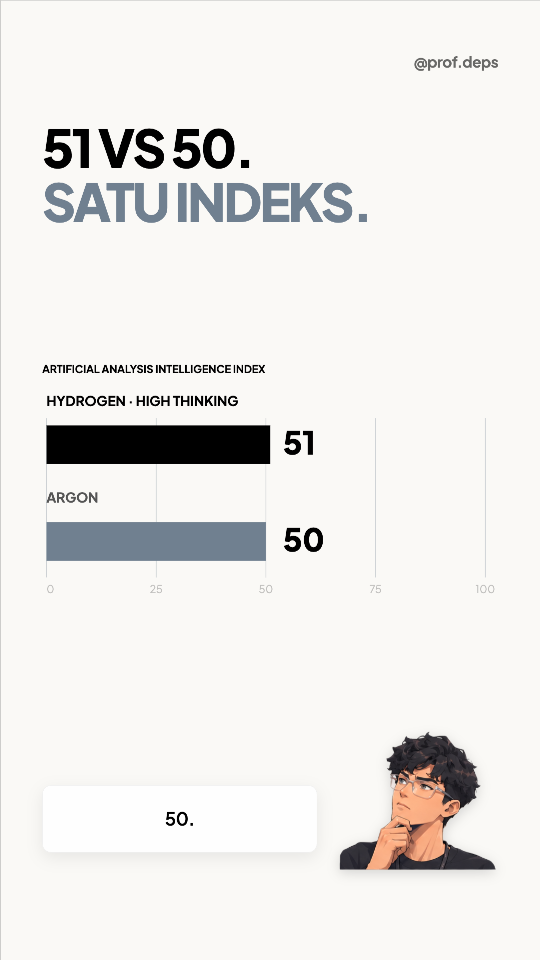 @prof.deps
51 VS 50.
SATU INDEKS.
ARTIFICIAL ANALYSIS INTELLIGENCE INDEX
HYDROGEN · HIGH THINKING
51
ARGON
50
0 25 50 75 100
50.